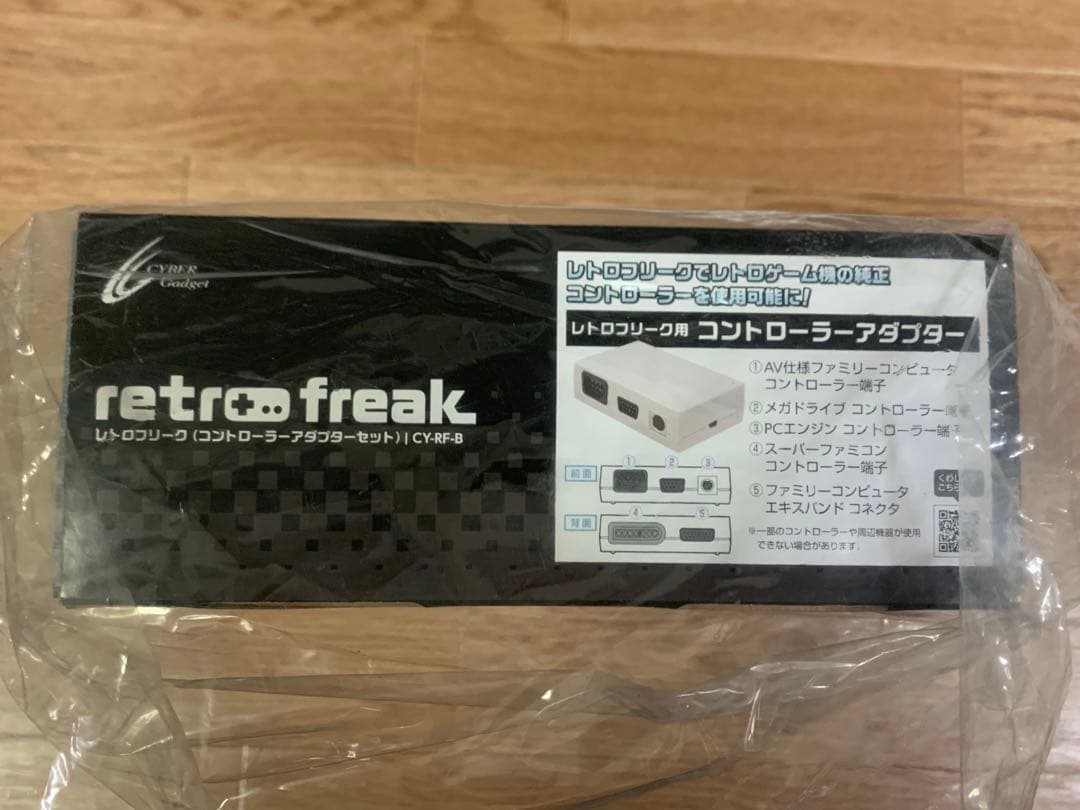 CYBER
Gadget
retro freak
レトロフリーク (コントローラーアダプターセット) | CY-RF-B
レトロフリークでレトロゲーム機の純正
コントローラーを使用可能に!
レトロフリーク用 コントローラーアダプター
①AV仕様ファミリーコンピュータ
コントローラー端子
②メガドライブ コントローラー端子
③PCエンジン コントローラー端子
④スーパーファミコン
コントローラー端子
⑤ファミリーコンピュータ
エキスパンド コネクタ
※一部のコントローラーや周辺機器が使用
できない場合があります。
前面 ① ② ③
背面 ④ ⑤
くわし
こちら